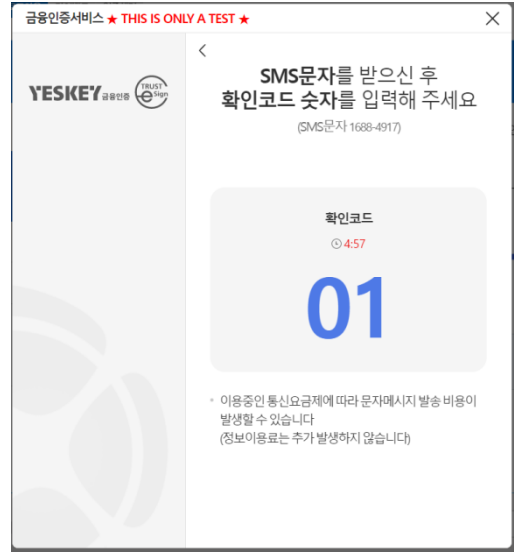 금융인증서비스 ★ THIS IS ONLY A TEST ★
YESKEY 금융인증 TRUST eSign
SMS문자를 받으신 후
확인코드 숫자를 입력해 주세요
(SMS문자 1688-4917)
확인코드
4:57
01
이용중인 통신요금제에 따라 문자메시지 발송 비용이
발생할 수 있습니다
(정보이용료는 추가 발생하지 않습니다)